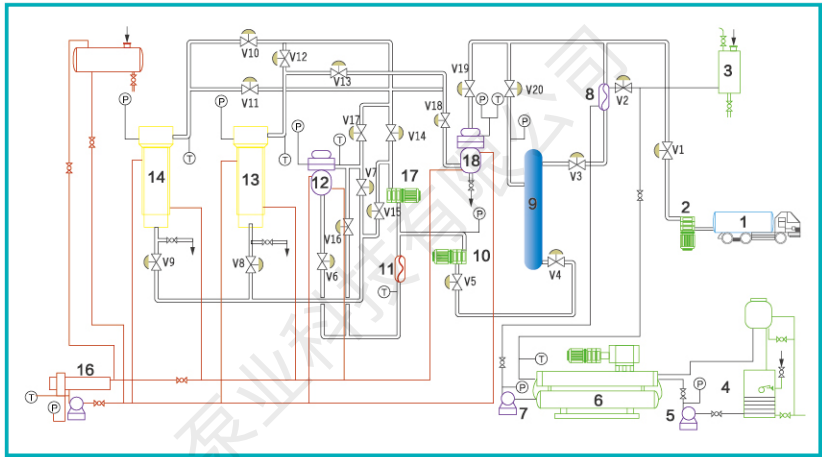 V10
V12
V13
V11
V19
V20
8
V2
3
P
P
P
T
P
V18
V17
V14
V1
T
T
T
18
17
14
13
12
V7
V3
9
2
1
V15
P
V16
10
V9
V8
V6
11
V5
V4
T
16
T
P
P
4
T
P
6
7
5
泵业科技有限公司